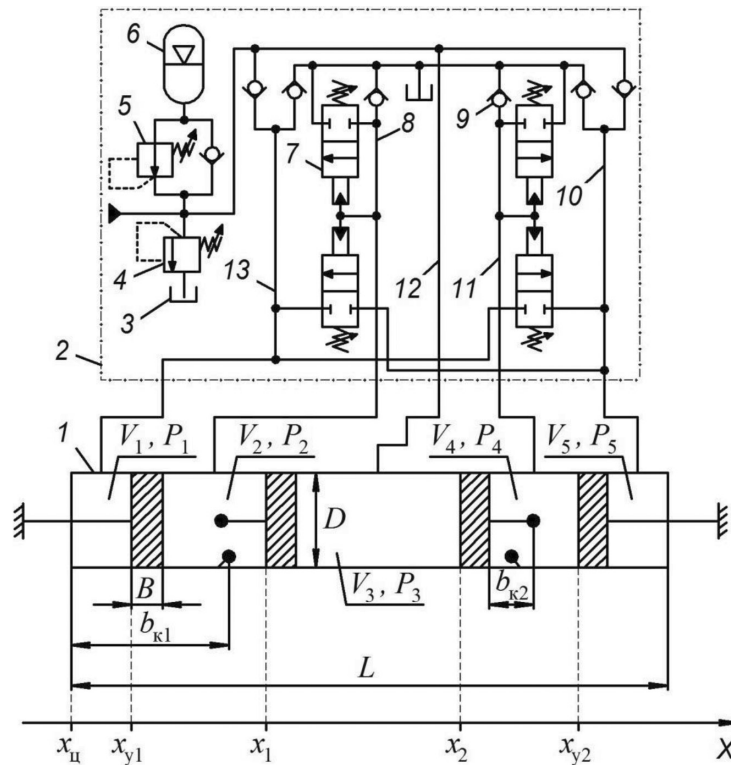 6
5
8
9
7
10
4
13
12
11
3
2
1
V₁, P₁
V₂, P₂
V₄, P₄
V₅, P₅
D
B
V₃, P₃
bк2
bк1
L
xц
xу1
x₁
x₂
xу2
X